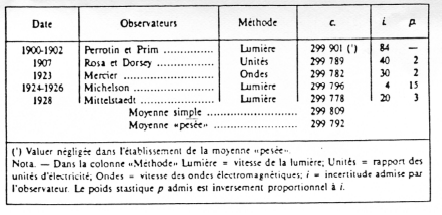 Date Observateurs Méthode c. i. p.
1900-1902 Perrotin et Prim ............... Lumière 299 901 (') 84 —
1907 Rosa et Dorsey ............... Unités 299 789 40 2
1923 Mercier ............... Ondes 299 782 30 2
1924-1926 Michelson ............... Lumière 299 796 4 15
1928 Mittelstaedt ............... Lumière 299 778 20 3
Moyenne simple ............... 299 809
Moyenne «pesée» ............... 299 792
(') Valuer négligée dans l'établissement de la moyenne «pesée».
Nota. — Dans la colonne «Méthode» Lumière = vitesse de la lumière; Unités = rapport des
unités d'électricité; Ondes = vitesse des ondes électromagnétiques; i = incertitude admise par
l'observateur. Le poids stastique p admis est inversement proportionnel à i.